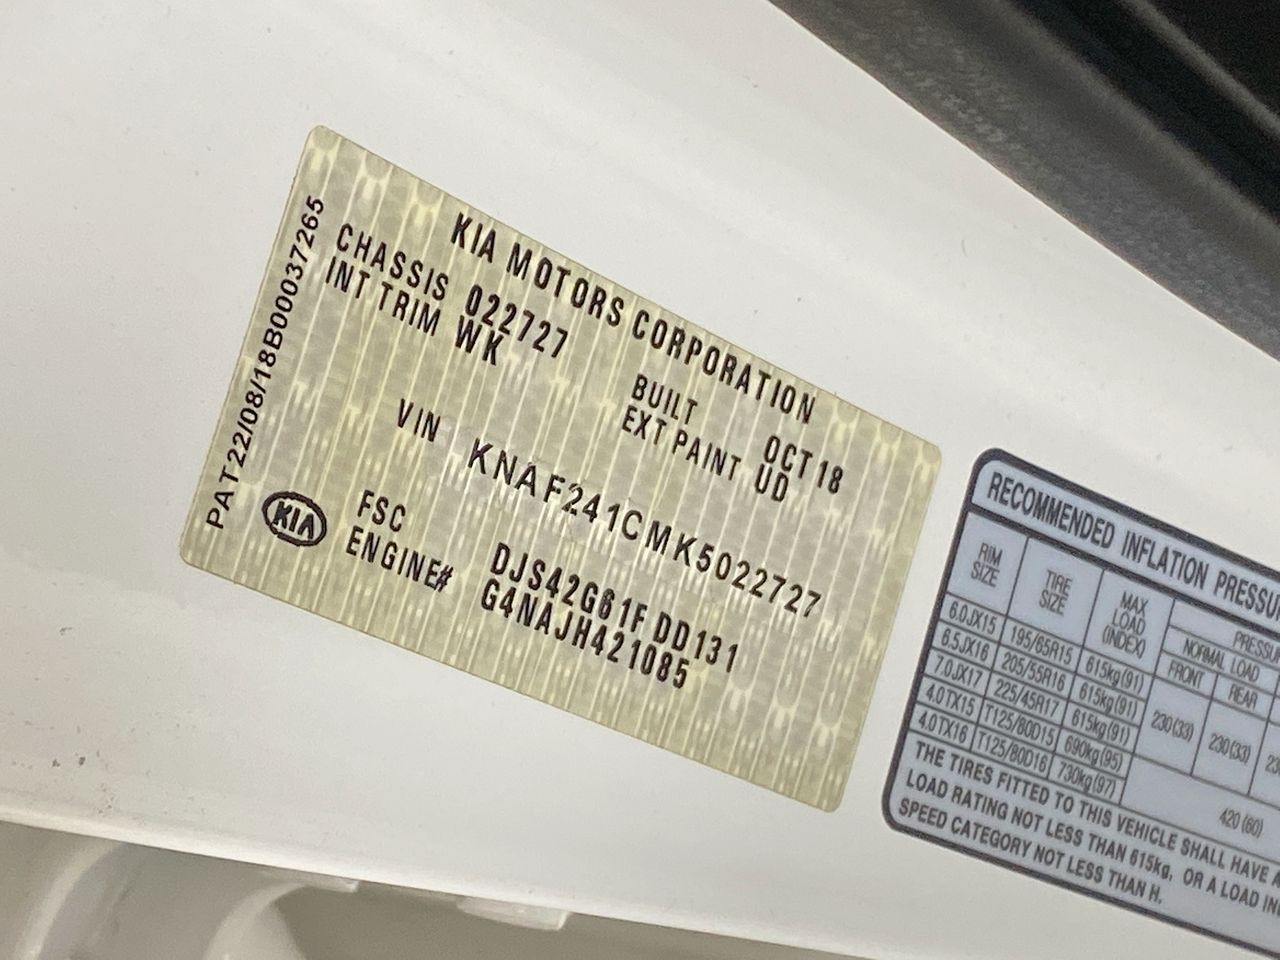 KIA MOTORS CORPORATION
CHASSIS 022727 BUILT OCT 18
INT TRIM WK EXT PAINT UD
VIN KNAF241CMK5022727
FSC DJS42G61F DD131
ENGINE# G4NAJH421085
PAT22/08/18B00037265
KIA
RECOMMENDED INFLATION
RIM SIZE TIRE SIZE MAX LOAD (INDEX)
NORMAL LOAD
FRONT REAR
6.0JX15 195/65R15 615kg(91)
6.5JX16 205/55R16 615kg(91)
7.0JX17 225/45R17 615kg(91) 230(33) 230(33)
4.0TX15 T125/80D15 690kg(95)
4.0TX16 T125/80D16 730kg(97) 420(60)
THE TIRES FITTED TO THIS VEHICLE SHALL HAVE A
LOAD RATING NOT LESS THAN 615kg, OR A LOAD
SPEED CATEGORY NOT LESS THAN H.